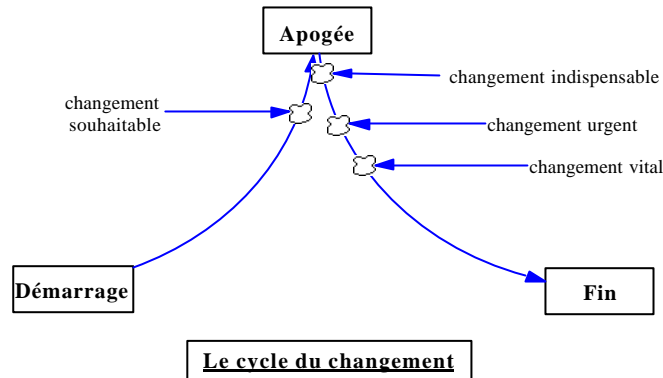 Apogée
changement indispensable
changement
souhaitable
changement urgent
changement vital
Démarrage
Fin
Le cycle du changement